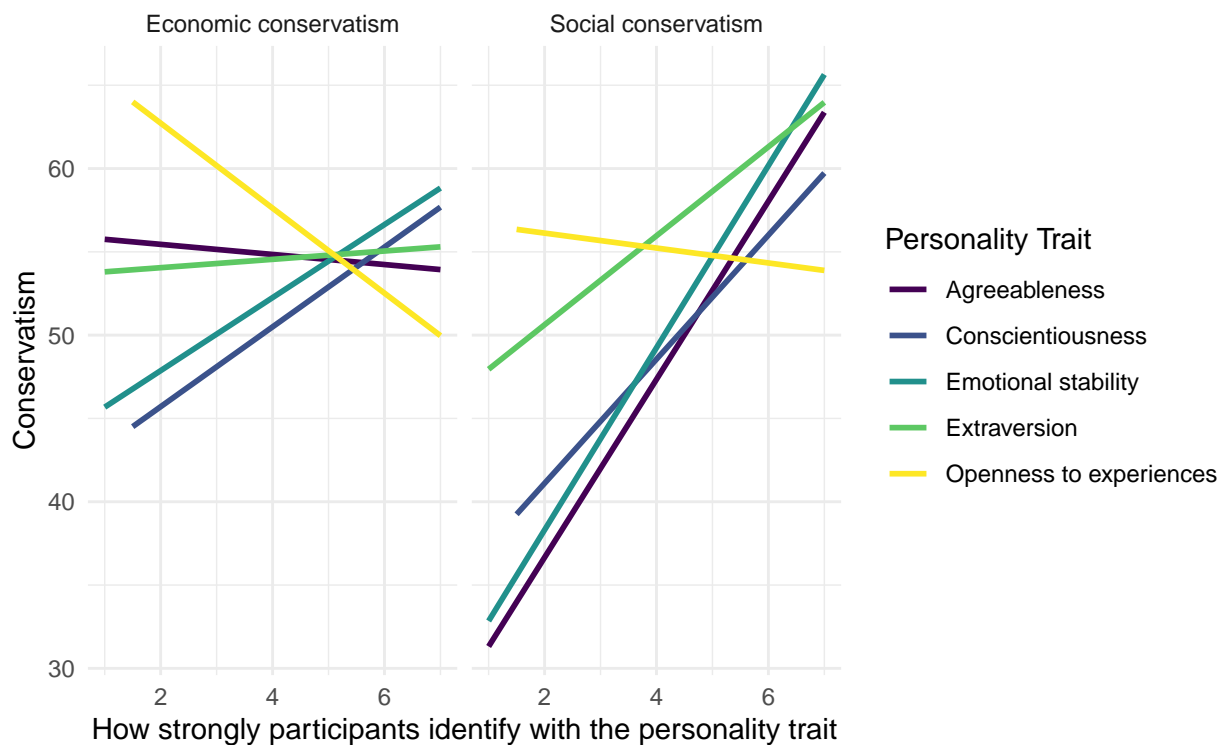 Economic conservatism
Social conservatism
Conservatism
60
50
40
30
2
4
6
2
4
6
How strongly participants identify with the personality trait
Personality Trait
Agreeableness
Conscientiousness
Emotional stability
Extraversion
Openness to experiences